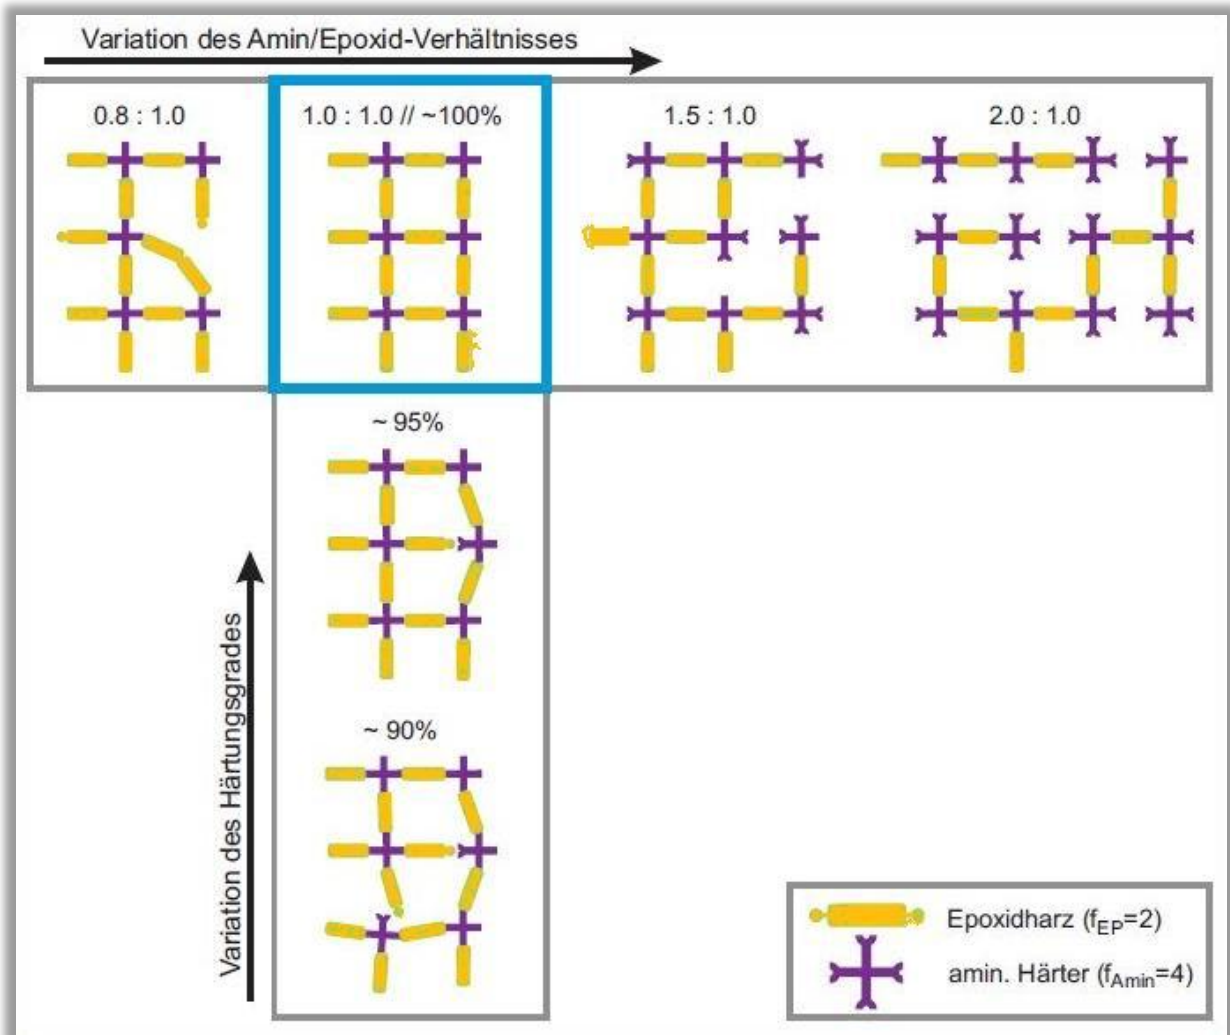 Variation des Amin/Epoxid-Verhältnisses
0.8 : 1.0
1.0 : 1.0 // ~100%
1.5 : 1.0
2.0 : 1.0
~ 95%
~ 90%
Variation des Härtungsgrades
Epoxidharz (fEP=2)
amin. Härter (fAmin=4)